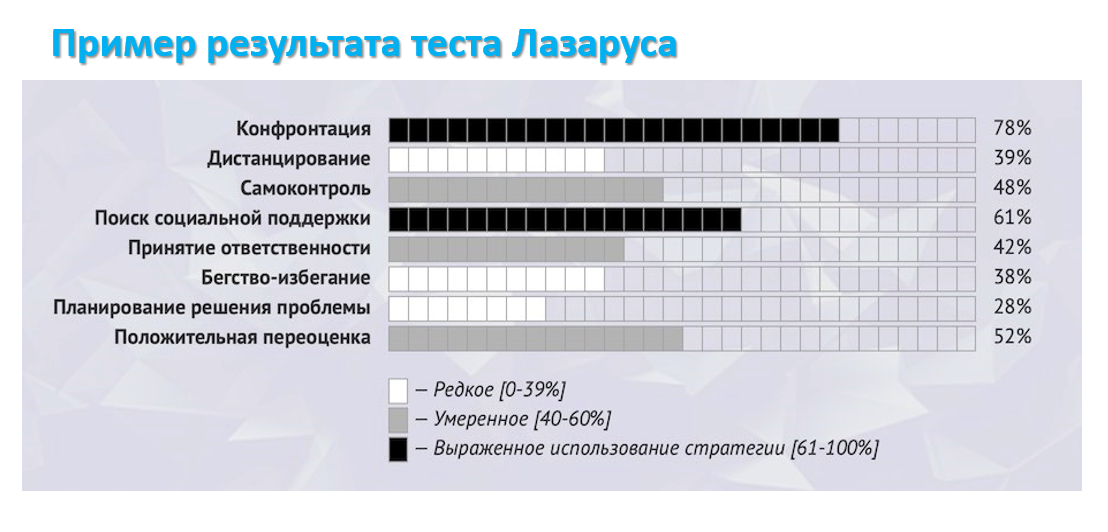 Пример результата теста Лазаруса
Конфронтация 78%
Дистанцирование 39%
Самоконтроль 48%
Поиск социальной поддержки 61%
Принятие ответственности 42%
Бегство-избегание 38%
Планирование решения проблемы 28%
Положительная переоценка 52%
– Редкое [0-39%]
– Умеренное [40-60%]
– Выраженное использование стратегии [61-100%]